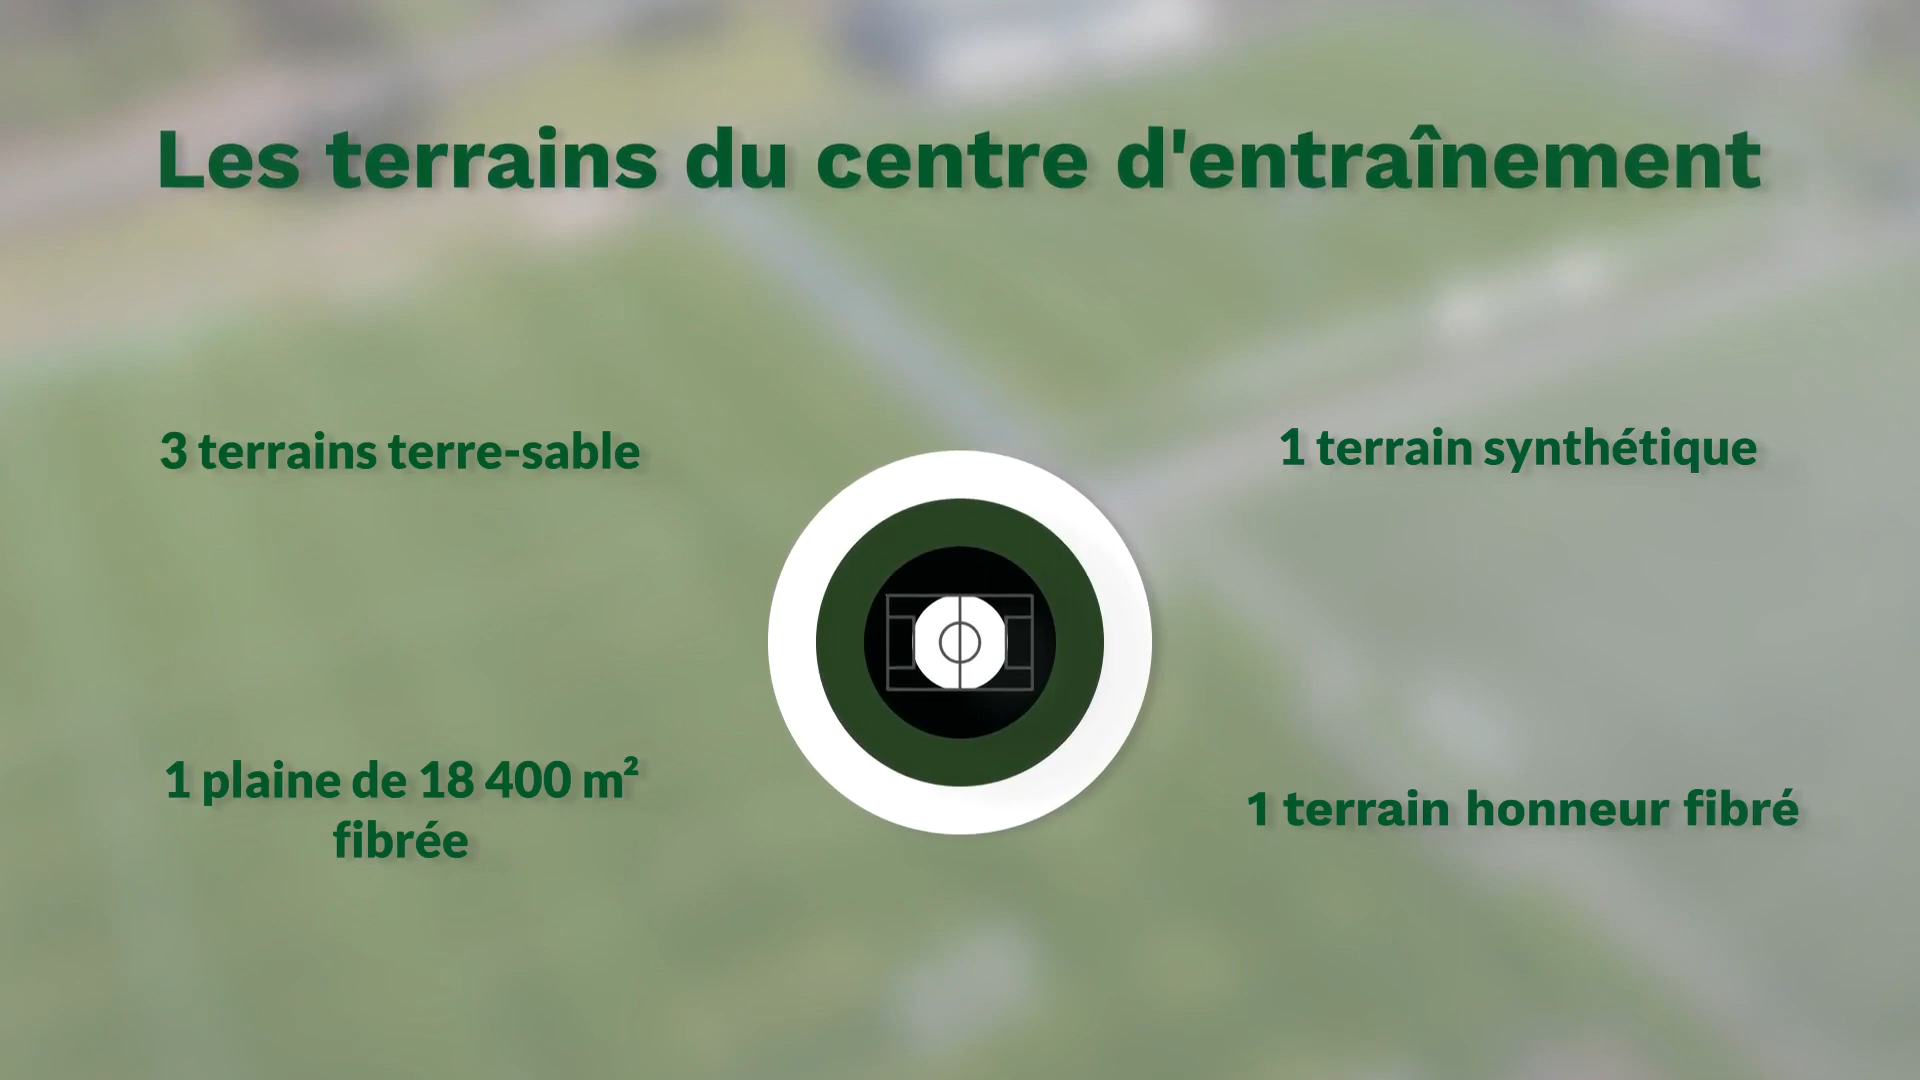 Les terrains du centre d'entraînement
3 terrains terre-sable
1 terrain synthétique
1 plaine de 18 400 m²
fibrée
1 terrain honneur fibré